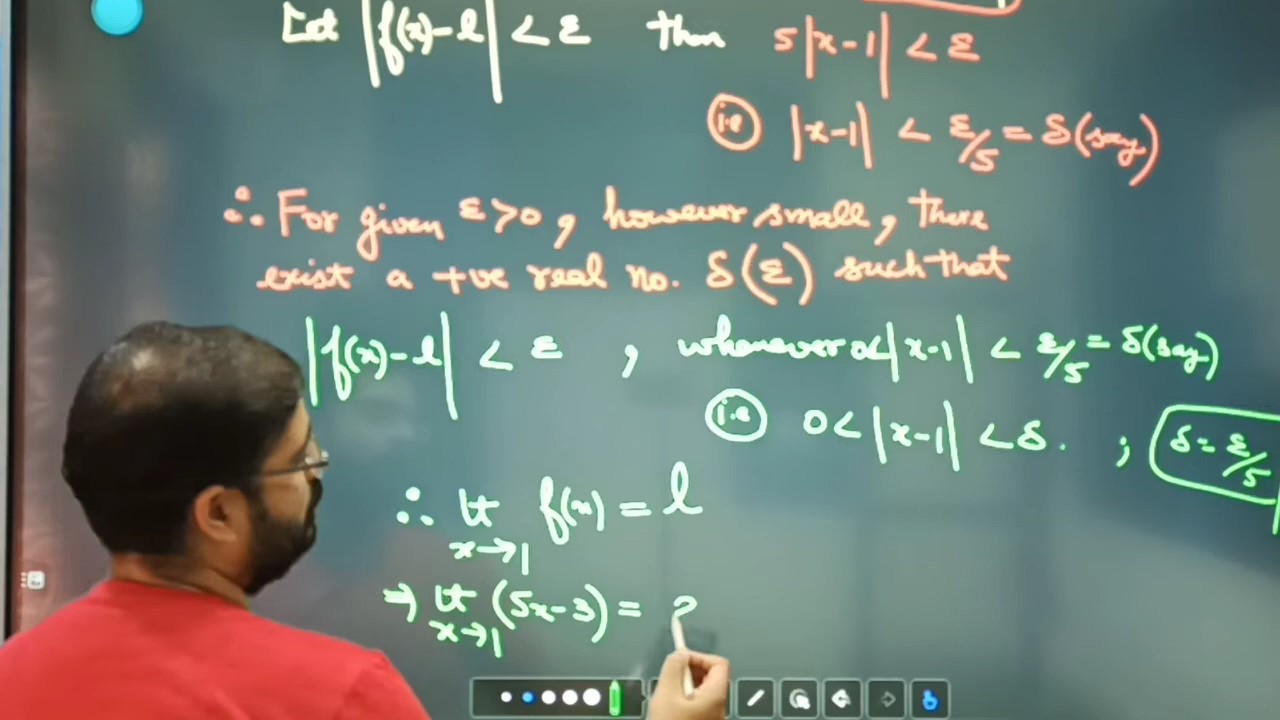 Let |f(x)-l| < ε then 5|x-1| < ε
i.e |x-1| < ε/5 = δ(say)
∴ For given ε>0, however small, there
exist a +ve real no. δ(ε) such that
|f(x)-l| < ε , whenever 0<|x-1| < ε/5 = δ(say)
i.e 0<|x-1| <δ. ; δ=ε/5
∴ lt x→1 f(x) = l
⇒ lt x→1 (5x-3) =